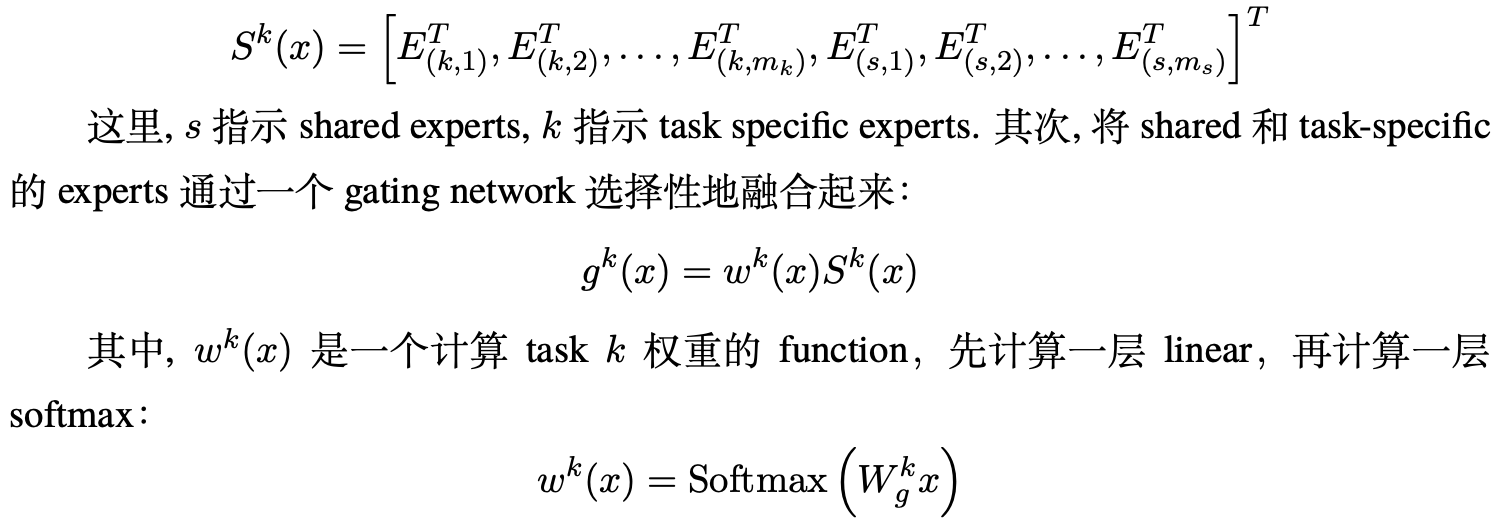 $S^k(x) = \left[E_{(k,1)}^T, E_{(k,2)}^T, \ldots, E_{(k,m_k)}^T, E_{(s,1)}^T, E_{(s,2)}^T, \ldots, E_{(s,m_s)}^T\right]^T$
这里, $s$ 指示 shared experts, $k$ 指示 task specific experts. 其次, 将 shared 和 task-specific
的 experts 通过一个 gating network 选择性地融合起来：
$g^k(x) = w^k(x)S^k(x)$
其中, $w^k(x)$ 是一个计算 task $k$ 权重的 function，先计算一层 linear，再计算一层
softmax：
$w^k(x) = \text{Softmax}\left(W_g^k x\right)$